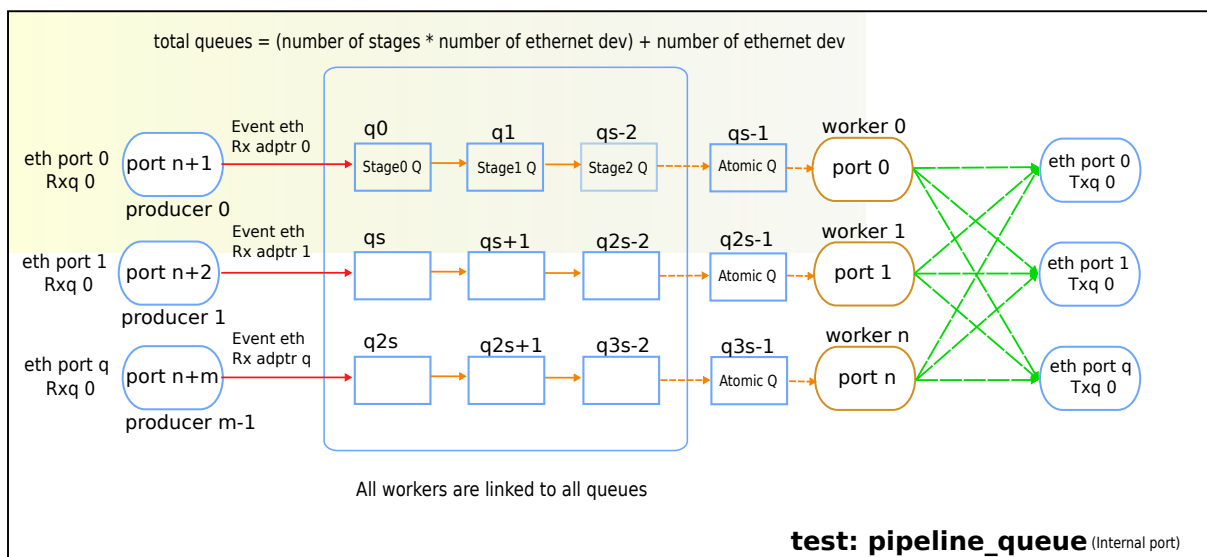 total queues = (number of stages * number of ethernet dev) + number of ethernet dev
eth port 0
Rxq 0
port n+1
producer 0
Event eth
Rx adptr 0
q0
Stage0 Q
q1
Stage1 Q
qs-2
Stage2 Q
qs-1
Atomic Q
worker 0
port 0
eth port 0
Txq 0
eth port 1
Rxq 0
port n+2
producer 1
Event eth
Rx adptr 1
qs
qs+1
q2s-2
q2s-1
Atomic Q
worker 1
port 1
eth port 1
Txq 0
eth port q
Rxq 0
port n+m
producer m-1
Event eth
Rx adptr q
q2s
q2s+1
q3s-2
q3s-1
Atomic Q
worker n
port n
eth port q
Txq 0
All workers are linked to all queues
test: pipeline_queue (Internal port)